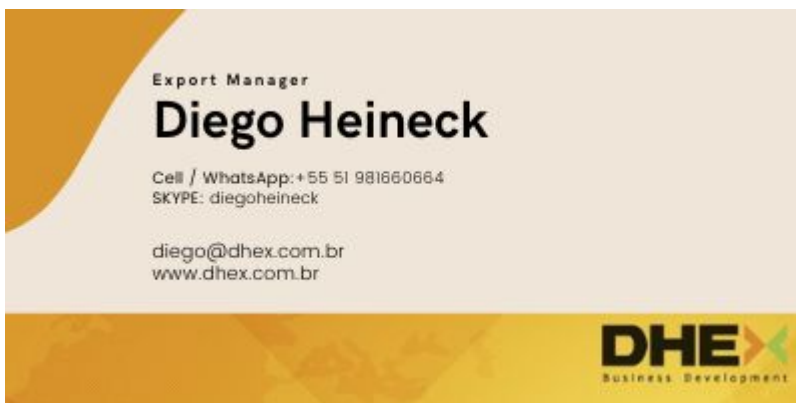 Export Manager
Diego Heineck
Cell / WhatsApp:+55 51 981660664
SKYPE: diegoheineck
diego@dhex.com.br
www.dhex.com.br
DHEX
Business Development